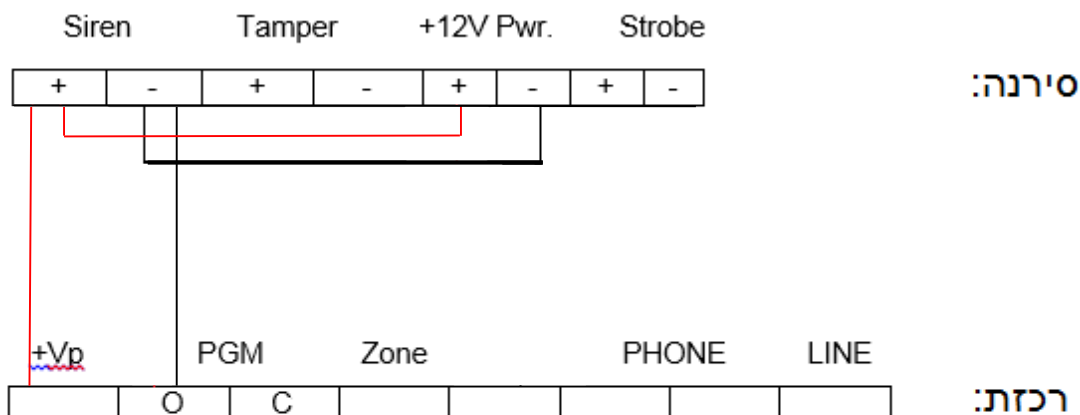 Siren Tamper +12V Pwr. Strobe
+ - + - + - + - סירנה:
+Vp PGM Zone PHONE LINE
O C רכזת: